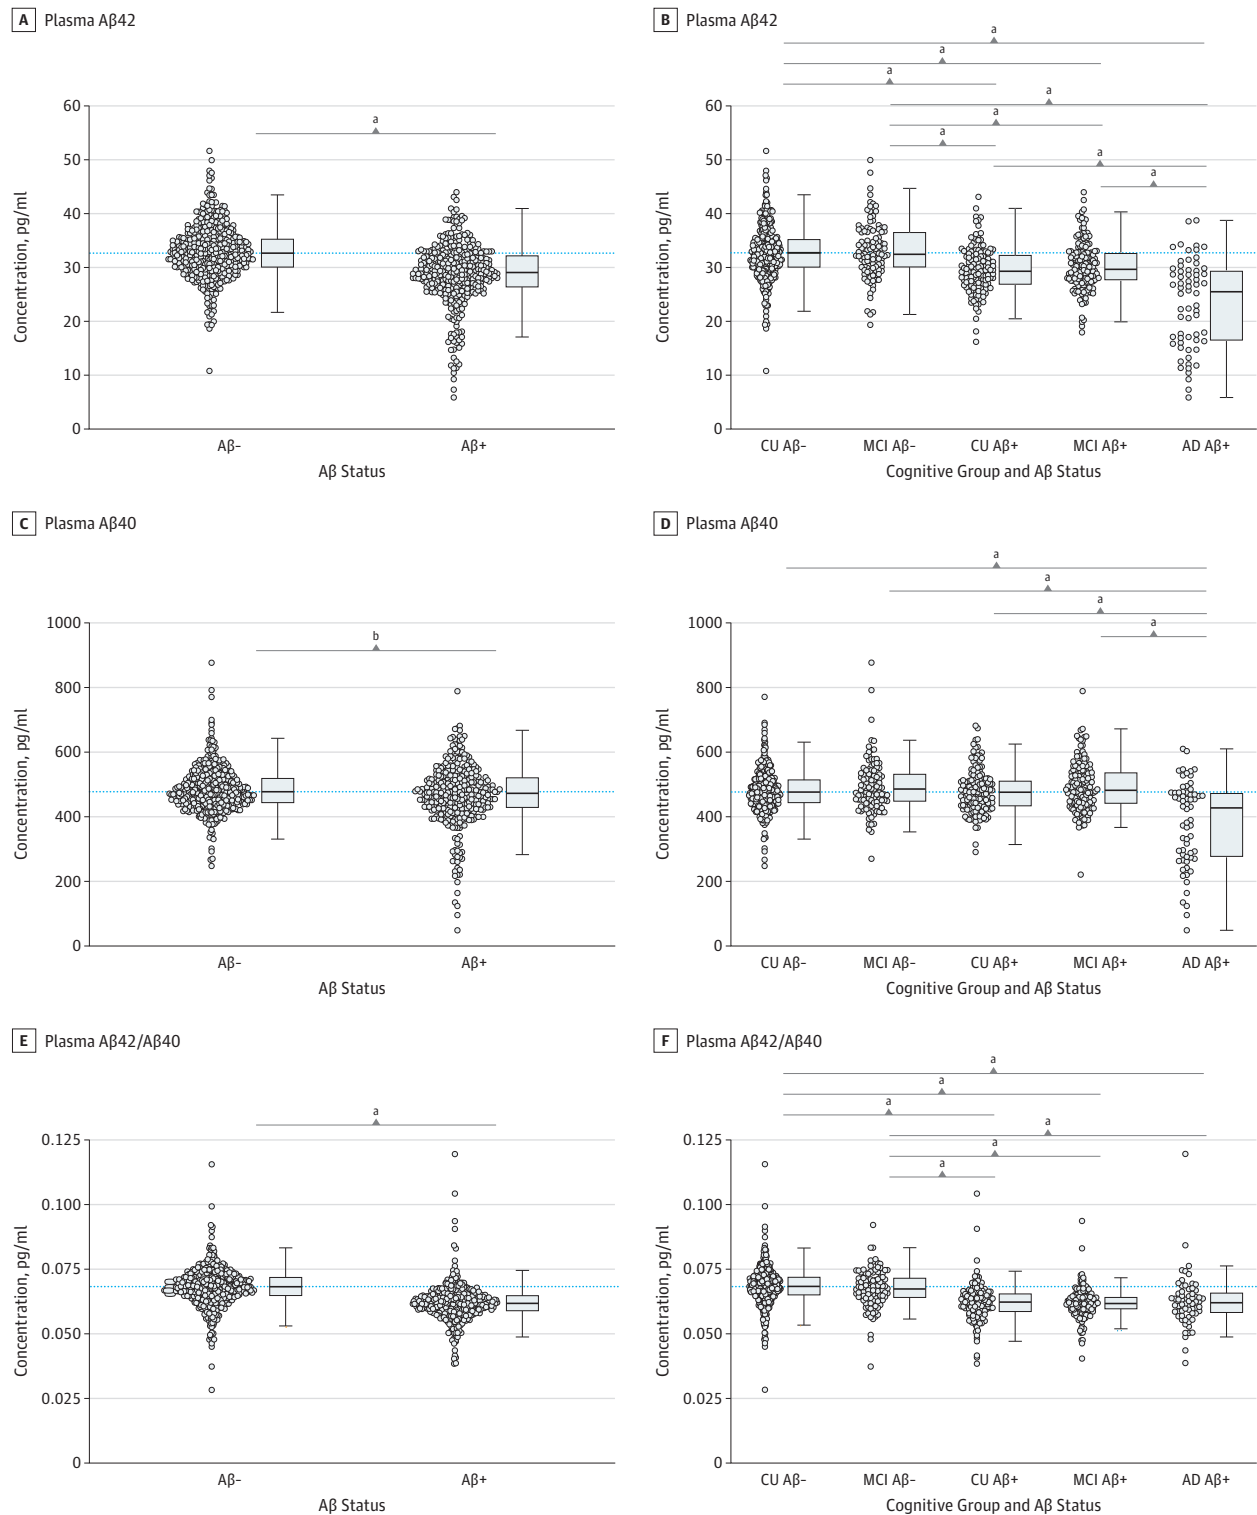 A Plasma Aβ42
a
60
50
40
30
20
10
0
Concentration, pg/ml
Aβ– Aβ+
Aβ Status
B Plasma Aβ42
a
a
a
a
a
a
a
a
60
50
40
30
20
10
0
Concentration, pg/ml
CU Aβ– MCI Aβ– CU Aβ+ MCI Aβ+ AD Aβ+
Cognitive Group and Aβ Status
C Plasma Aβ40
b
1000
800
600
400
200
0
Concentration, pg/ml
Aβ– Aβ+
Aβ Status
D Plasma Aβ40
a
a
a
a
1000
800
600
400
200
0
Concentration, pg/ml
CU Aβ– MCI Aβ– CU Aβ+ MCI Aβ+ AD Aβ+
Cognitive Group and Aβ Status
E Plasma Aβ42/Aβ40
a
0.125
0.100
0.075
0.050
0.025
0
Concentration, pg/ml
Aβ– Aβ+
Aβ Status
F Plasma Aβ42/Aβ40
a
a
a
a
a
a
0.125
0.100
0.075
0.050
0.025
0
Concentration, pg/ml
CU Aβ– MCI Aβ– CU Aβ+ MCI Aβ+ AD Aβ+
Cognitive Group and Aβ Status